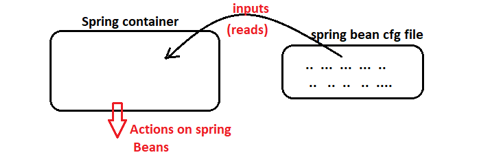 inputs
Spring container
(reads)
spring bean cfg file
.. ... ... ... ..
.. .. .. .. ....
Actions on spring
Beans